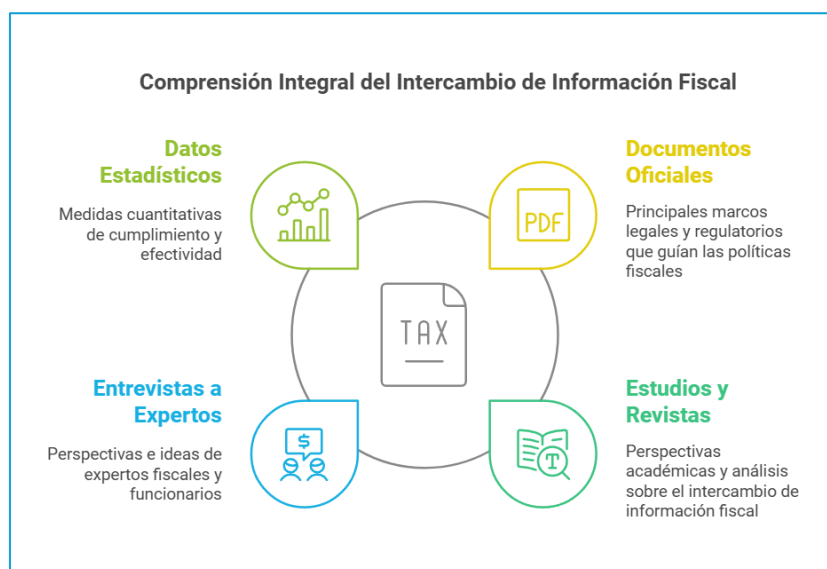 Comprensión Integral del Intercambio de Información Fiscal
Datos
Estadísticos
Medidas cuantitativas
de cumplimiento y
efectividad
Documentos
Oficiales
Principales marcos
legales y regulatorios
que guían las políticas
fiscales
PDF
TAX
Entrevistas a
Expertos
Perspectivas e ideas de
expertos fiscales y
funcionarios
$
Estudios y
Revistas
Perspectivas
académicas y análisis
sobre el intercambio de
información fiscal
T